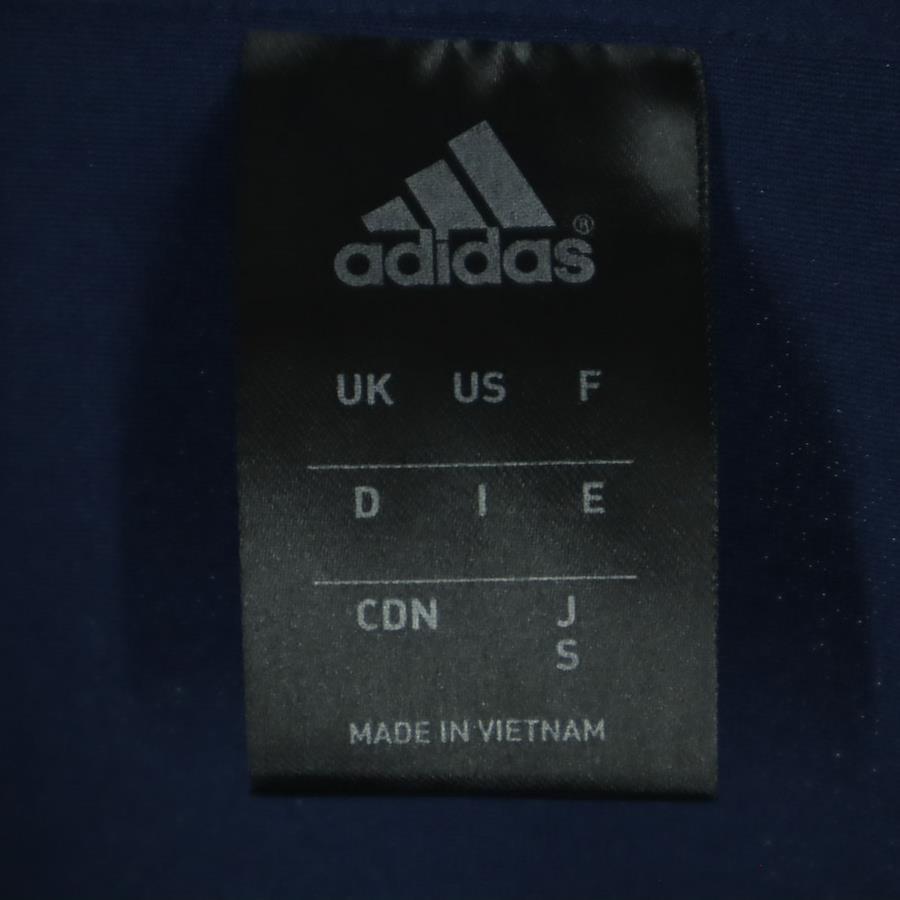 adidas®
UK US F
D I E
CDN J
S
MADE IN VIETNAM